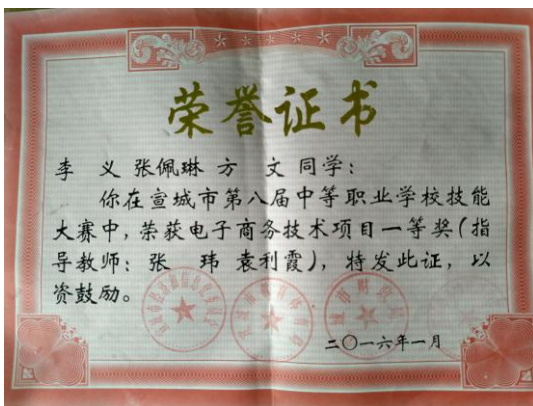 荣誉证书
李　义 张佩琳 方　文 同学：
你在宣城市第八届中等职业学校技能
大赛中，荣获电子商务技术项目一等奖（指
导教师：张　玮 袁利霞），特发此证，以
资鼓励。
二〇一六年一月